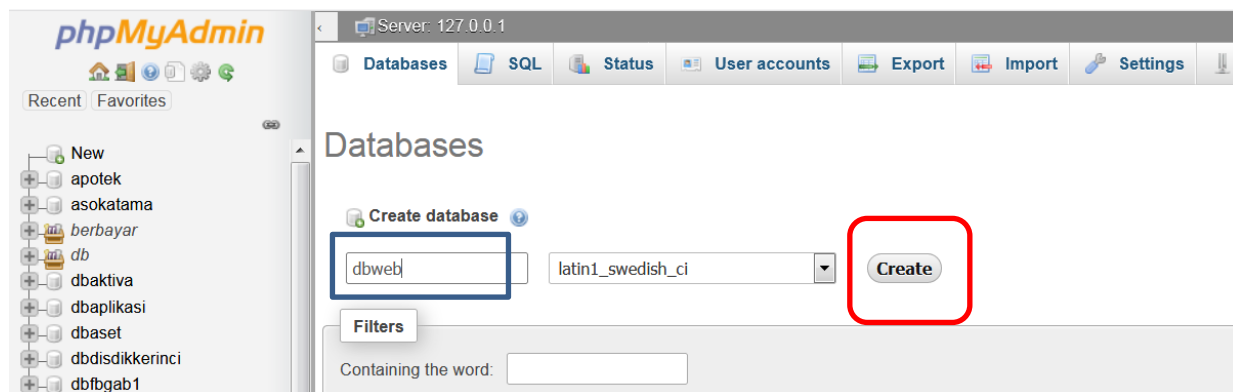 phpMyAdmin
Recent Favorites
New
apotek
asokatama
berbayar
db
dbaktiva
dbaplikasi
dbaset
dbdisdikkerinci
dbfbgab1
Server: 127.0.0.1
Databases SQL Status User accounts Export Import Settings
Databases
Create database
dbweb latin1_swedish_ci Create
Filters
Containing the word: